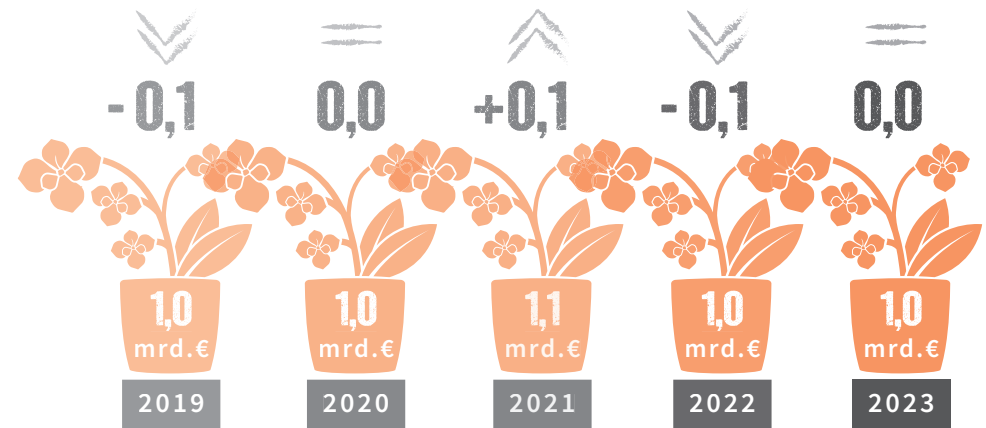 - 0,1 0,0 +0,1 - 0,1 0,0
1,0 1,0 1,1 1,0 1,0
mrd.€ mrd.€ mrd.€ mrd.€ mrd.€
2019 2020 2021 2022 2023